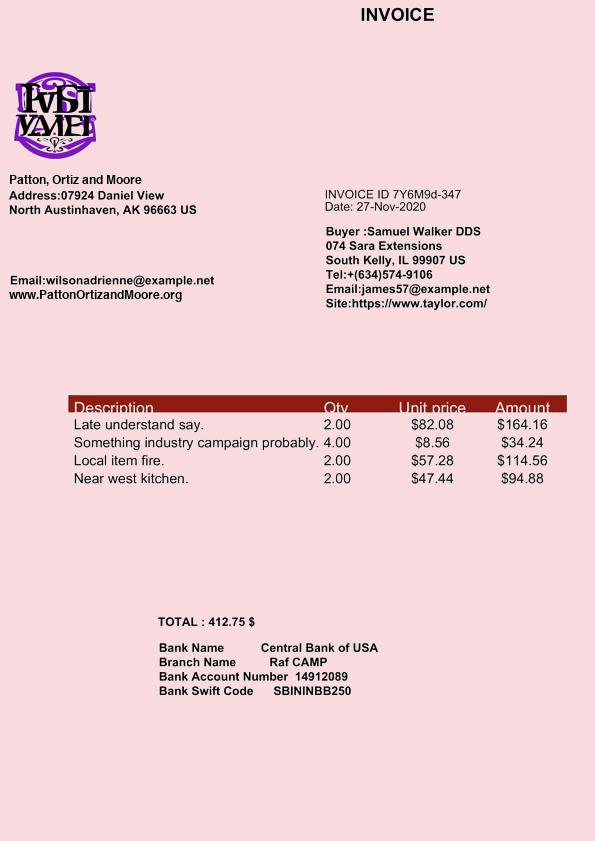 INVOICE
Patton, Ortiz and Moore
Address:07924 Daniel View
North Austinhaven, AK 96663 US
INVOICE ID 7Y6M9d-347
Date: 27-Nov-2020
Buyer :Samuel Walker DDS
074 Sara Extensions
South Kelly, IL 99907 US
Tel:+(634)574-9106
Email:james57@example.net
Site:https://www.taylor.com/
Email:wilsonadrienne@example.net
www.PattonOrtizandMoore.org
Description Qty Unit price Amount
Late understand say. 2.00 $82.08 $164.16
Something industry campaign probably. 4.00 $8.56 $34.24
Local item fire. 2.00 $57.28 $114.56
Near west kitchen. 2.00 $47.44 $94.88
TOTAL : 412.75 $
Bank Name Central Bank of USA
Branch Name Raf CAMP
Bank Account Number 14912089
Bank Swift Code SBININBB250